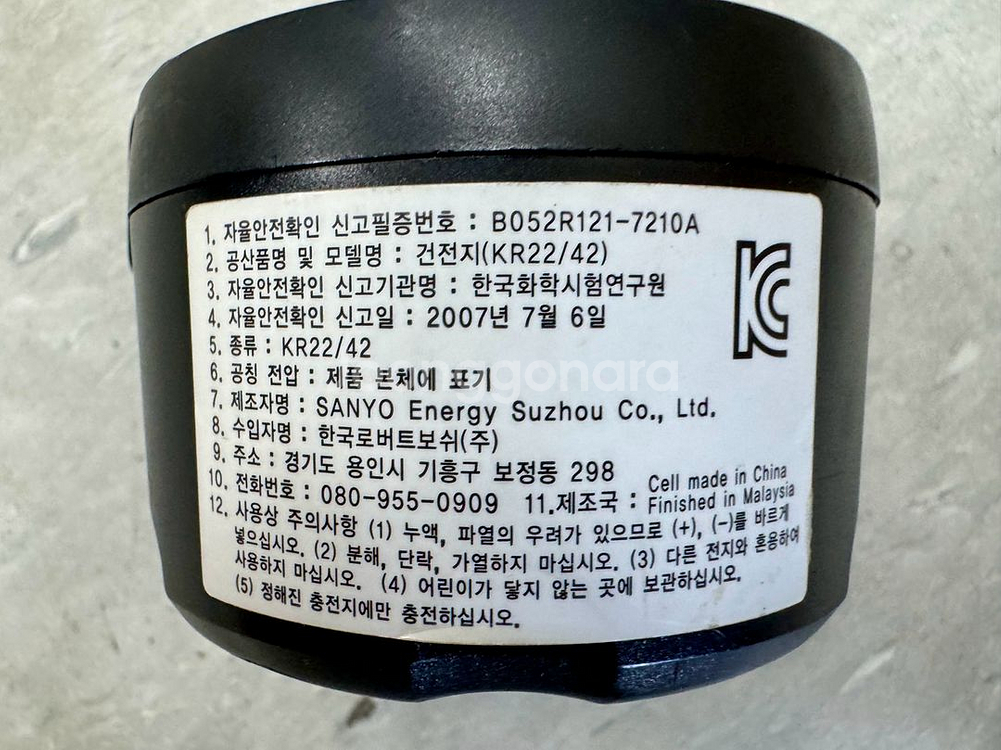 1. 자율안전확인 신고필증번호 : B052R121-7210A
2. 공산품명 및 모델명 : 건전지(KR22/42)
3. 자율안전확인 신고기관명 : 한국화학시험연구원
4. 자율안전확인 신고일 : 2007년 7월 6일
5. 종류 : KR22/42
6. 공칭 전압 : 제품 본체에 표기
7. 제조자명 : SANYO Energy Suzhou Co., Ltd.
8. 수입자명 : 한국로버트보쉬(주)
9. 주소 : 경기도 용인시 기흥구 보정동 298
10. 전화번호 : 080-955-0909 11.제조국 : Cell made in China
Finished in Malaysia
12. 사용상 주의사항 (1) 누액, 파열의 우려가 있으므로 (+), (-)를 바르게
넣으십시오. (2) 분해, 단락, 가열하지 마십시오. (3) 다른 전지와 혼용하여
사용하지 마십시오. (4) 어린이가 닿지 않는 곳에 보관하십시오.
(5) 정해진 충전지에만 충전하십시오.